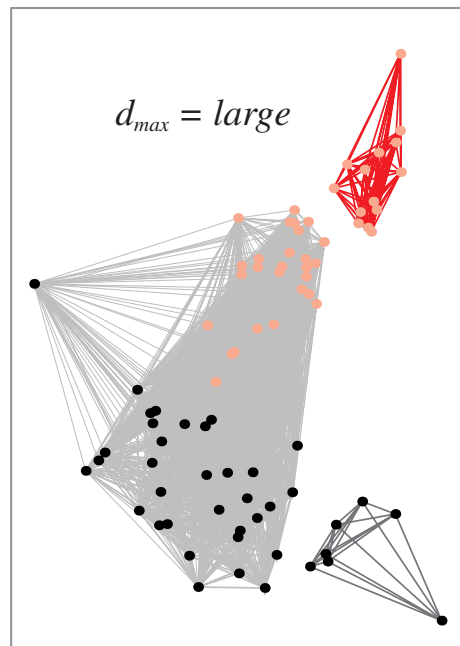 d_max = large